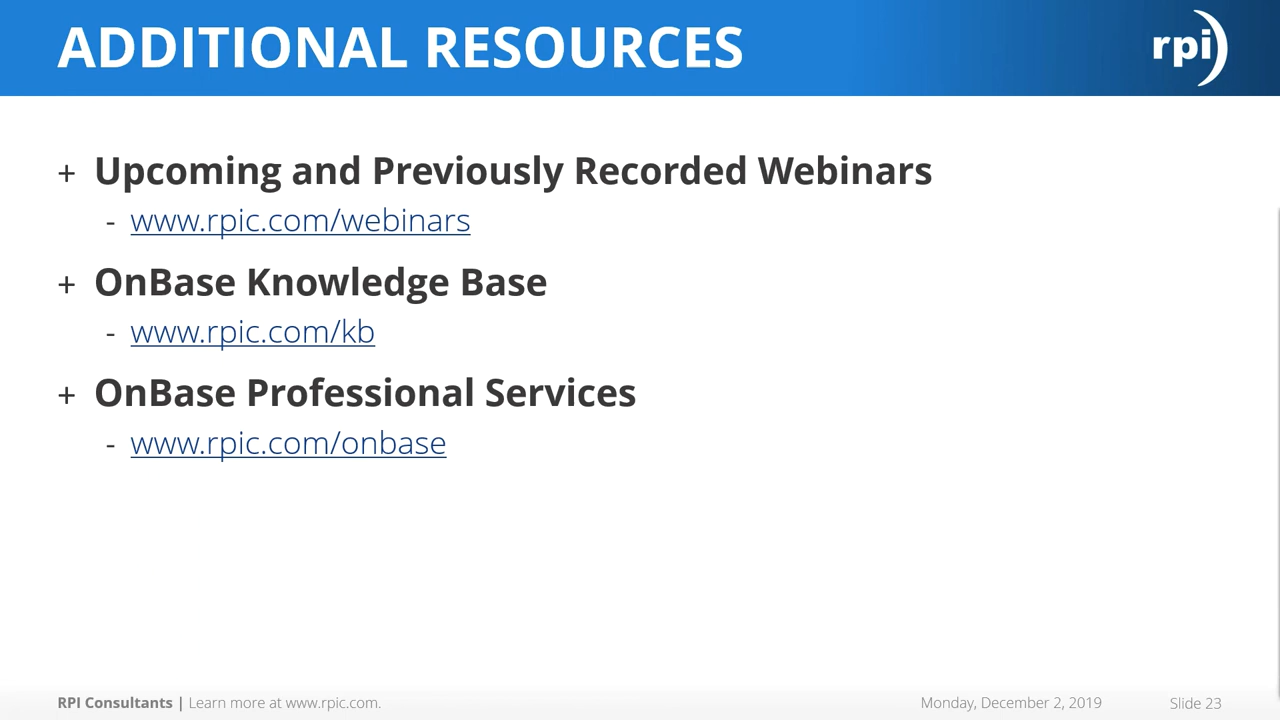 ADDITIONAL RESOURCES
rpi
+ Upcoming and Previously Recorded Webinars
- www.rpic.com/webinars
+ OnBase Knowledge Base
- www.rpic.com/kb
+ OnBase Professional Services
- www.rpic.com/onbase
RPI Consultants | Learn more at www.rpic.com.
Monday, December 2, 2019
Slide 23